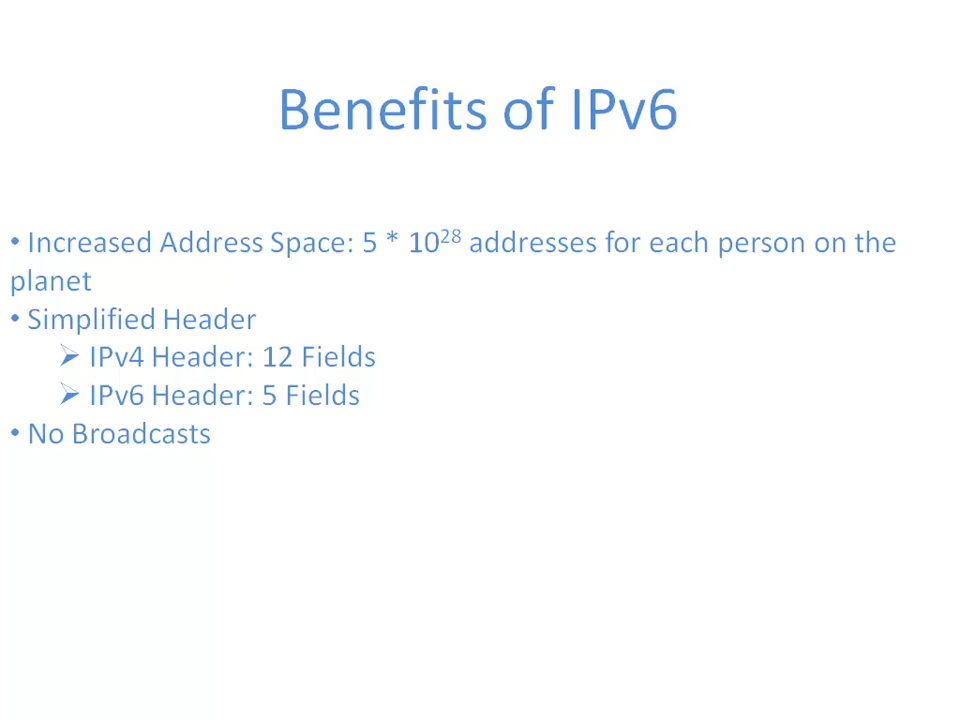 Benefits of IPv6
• Increased Address Space: 5 * 10²⁸ addresses for each person on the
planet
• Simplified Header
➢ IPv4 Header: 12 Fields
➢ IPv6 Header: 5 Fields
• No Broadcasts